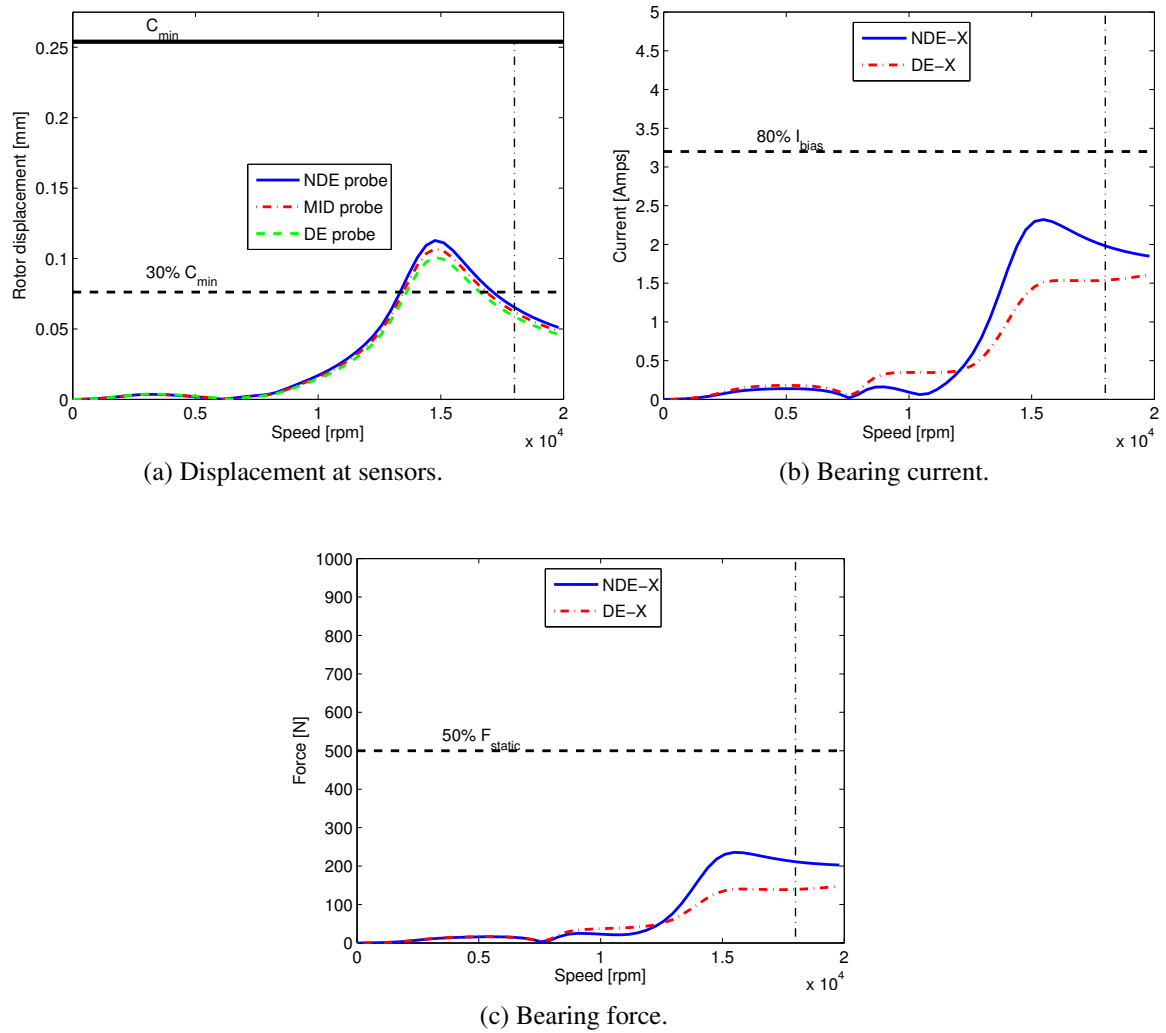 C_min
0.25
0.2
0.15
0.1
0.05
0
Rotor displacement [mm]
NDE probe
MID probe
DE probe
30% C_min
0 0.5 1 1.5 2
Speed [rpm]
x 10^4
(a) Displacement at sensors.
5
4.5
4
3.5
3
2.5
2
1.5
1
0.5
0
Current [Amps]
NDE−X
DE−X
80% I_bias
0 0.5 1 1.5 2
Speed [rpm]
x 10^4
(b) Bearing current.
1000
900
800
700
600
500
400
300
200
100
0
Force [N]
NDE−X
DE−X
50% F_static
0 0.5 1 1.5 2
Speed [rpm]
x 10^4
(c) Bearing force.